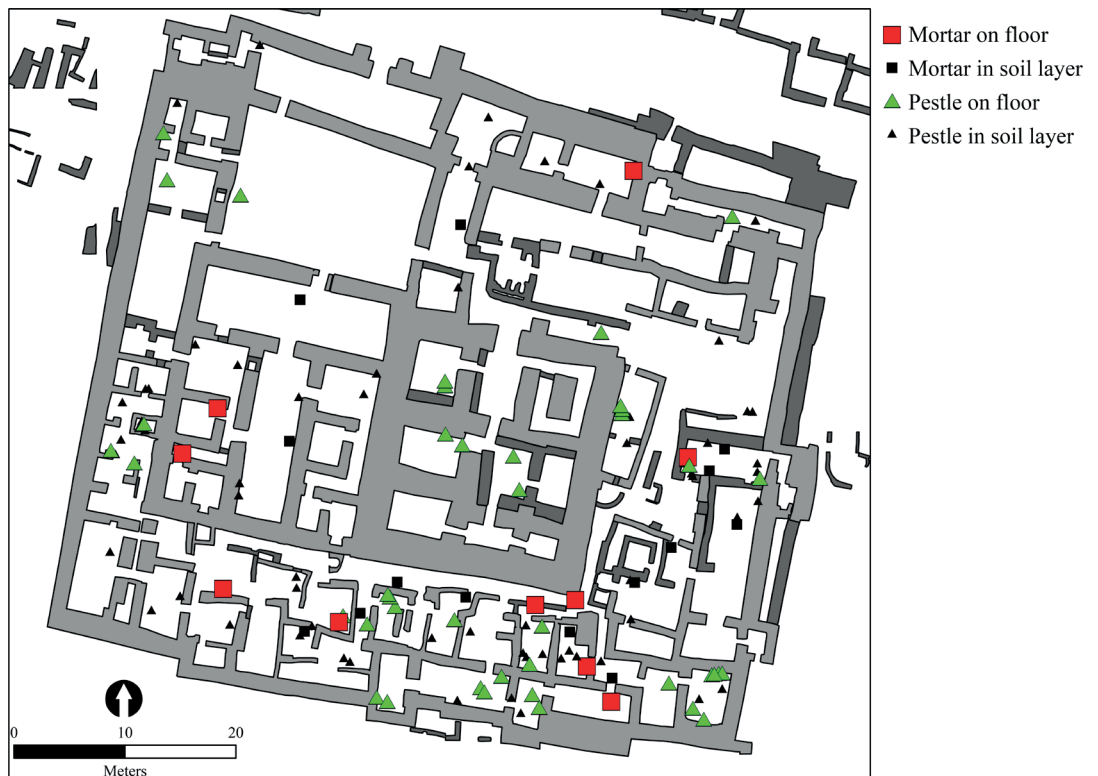 Mortar on floor
Mortar in soil layer
Pestle on floor
Pestle in soil layer
0 10 20
Meters